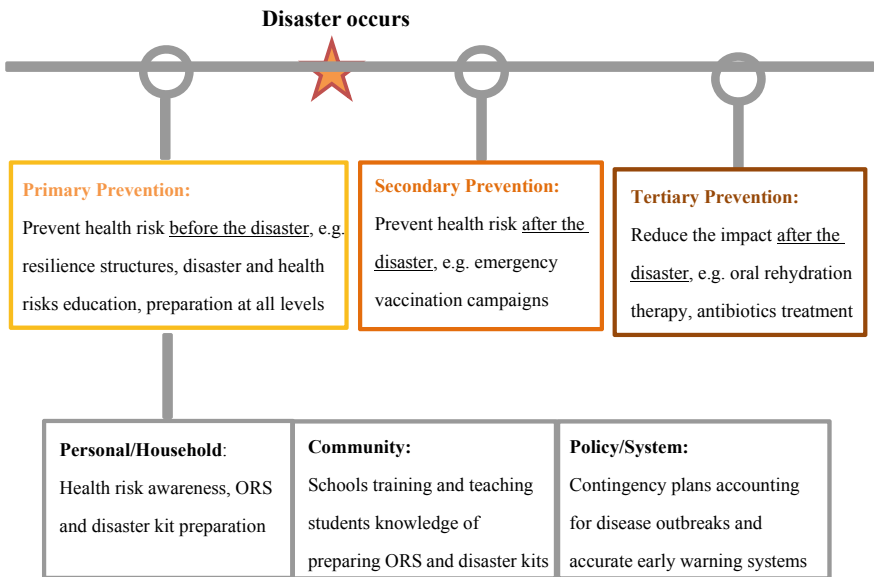 Disaster occurs
Primary Prevention:
Prevent health risk before the disaster, e.g.
resilience structures, disaster and health
risks education, preparation at all levels
Secondary Prevention:
Prevent health risk after the
disaster, e.g. emergency
vaccination campaigns
Tertiary Prevention:
Reduce the impact after the
disaster, e.g. oral rehydration
therapy, antibiotics treatment
Personal/Household:
Health risk awareness, ORS
and disaster kit preparation
Community:
Schools training and teaching
students knowledge of
preparing ORS and disaster kits
Policy/System:
Contingency plans accounting
for disease outbreaks and
accurate early warning systems